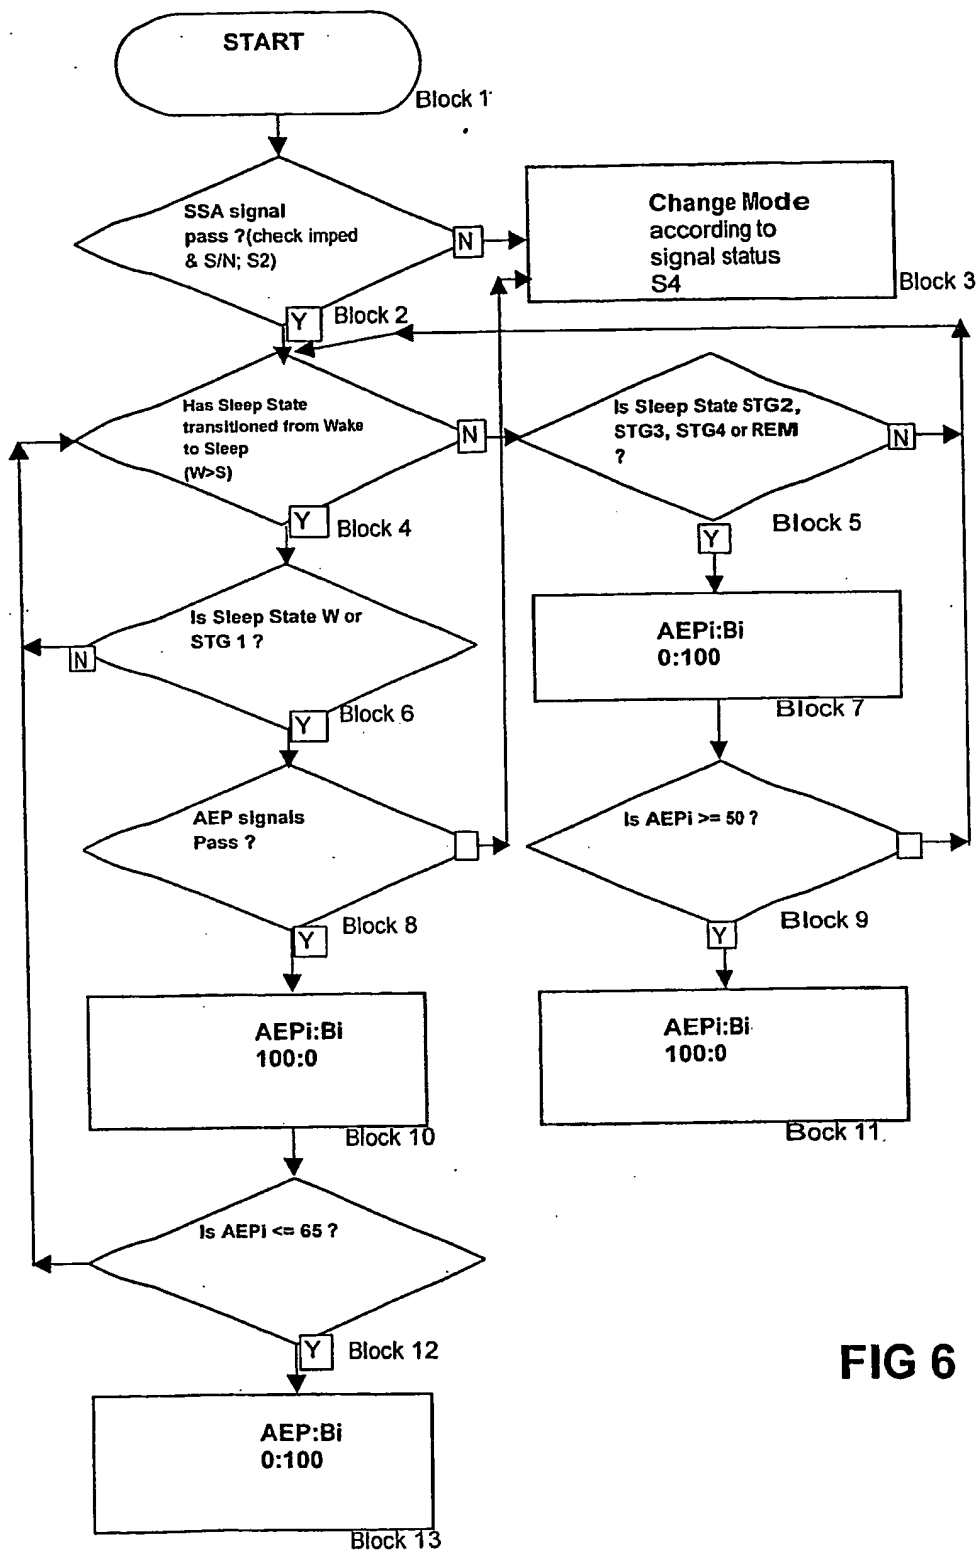 START
Block 1
SSA signal
pass ?(check imped
& S/N; S2)
N
Y
Block 2
Change Mode
according to
signal status
S4
Block 3
Has Sleep State
transitioned from Wake
to Sleep
(W>S)
N
Y
Block 4
Is Sleep State STG2,
STG3, STG4 or REM
?
N
Y
Block 5
Is Sleep State W or
STG 1 ?
N
Y
Block 6
AEPi:Bi
0:100
Block 7
AEP signals
Pass ?
Y
Block 8
Is AEPi >= 50 ?
Y
Block 9
AEPi:Bi
100:0
Block 10
AEPi:Bi
100:0
Bock 11
Is AEPi <= 65 ?
Y
Block 12
AEP:Bi
0:100
Block 13
FIG 6